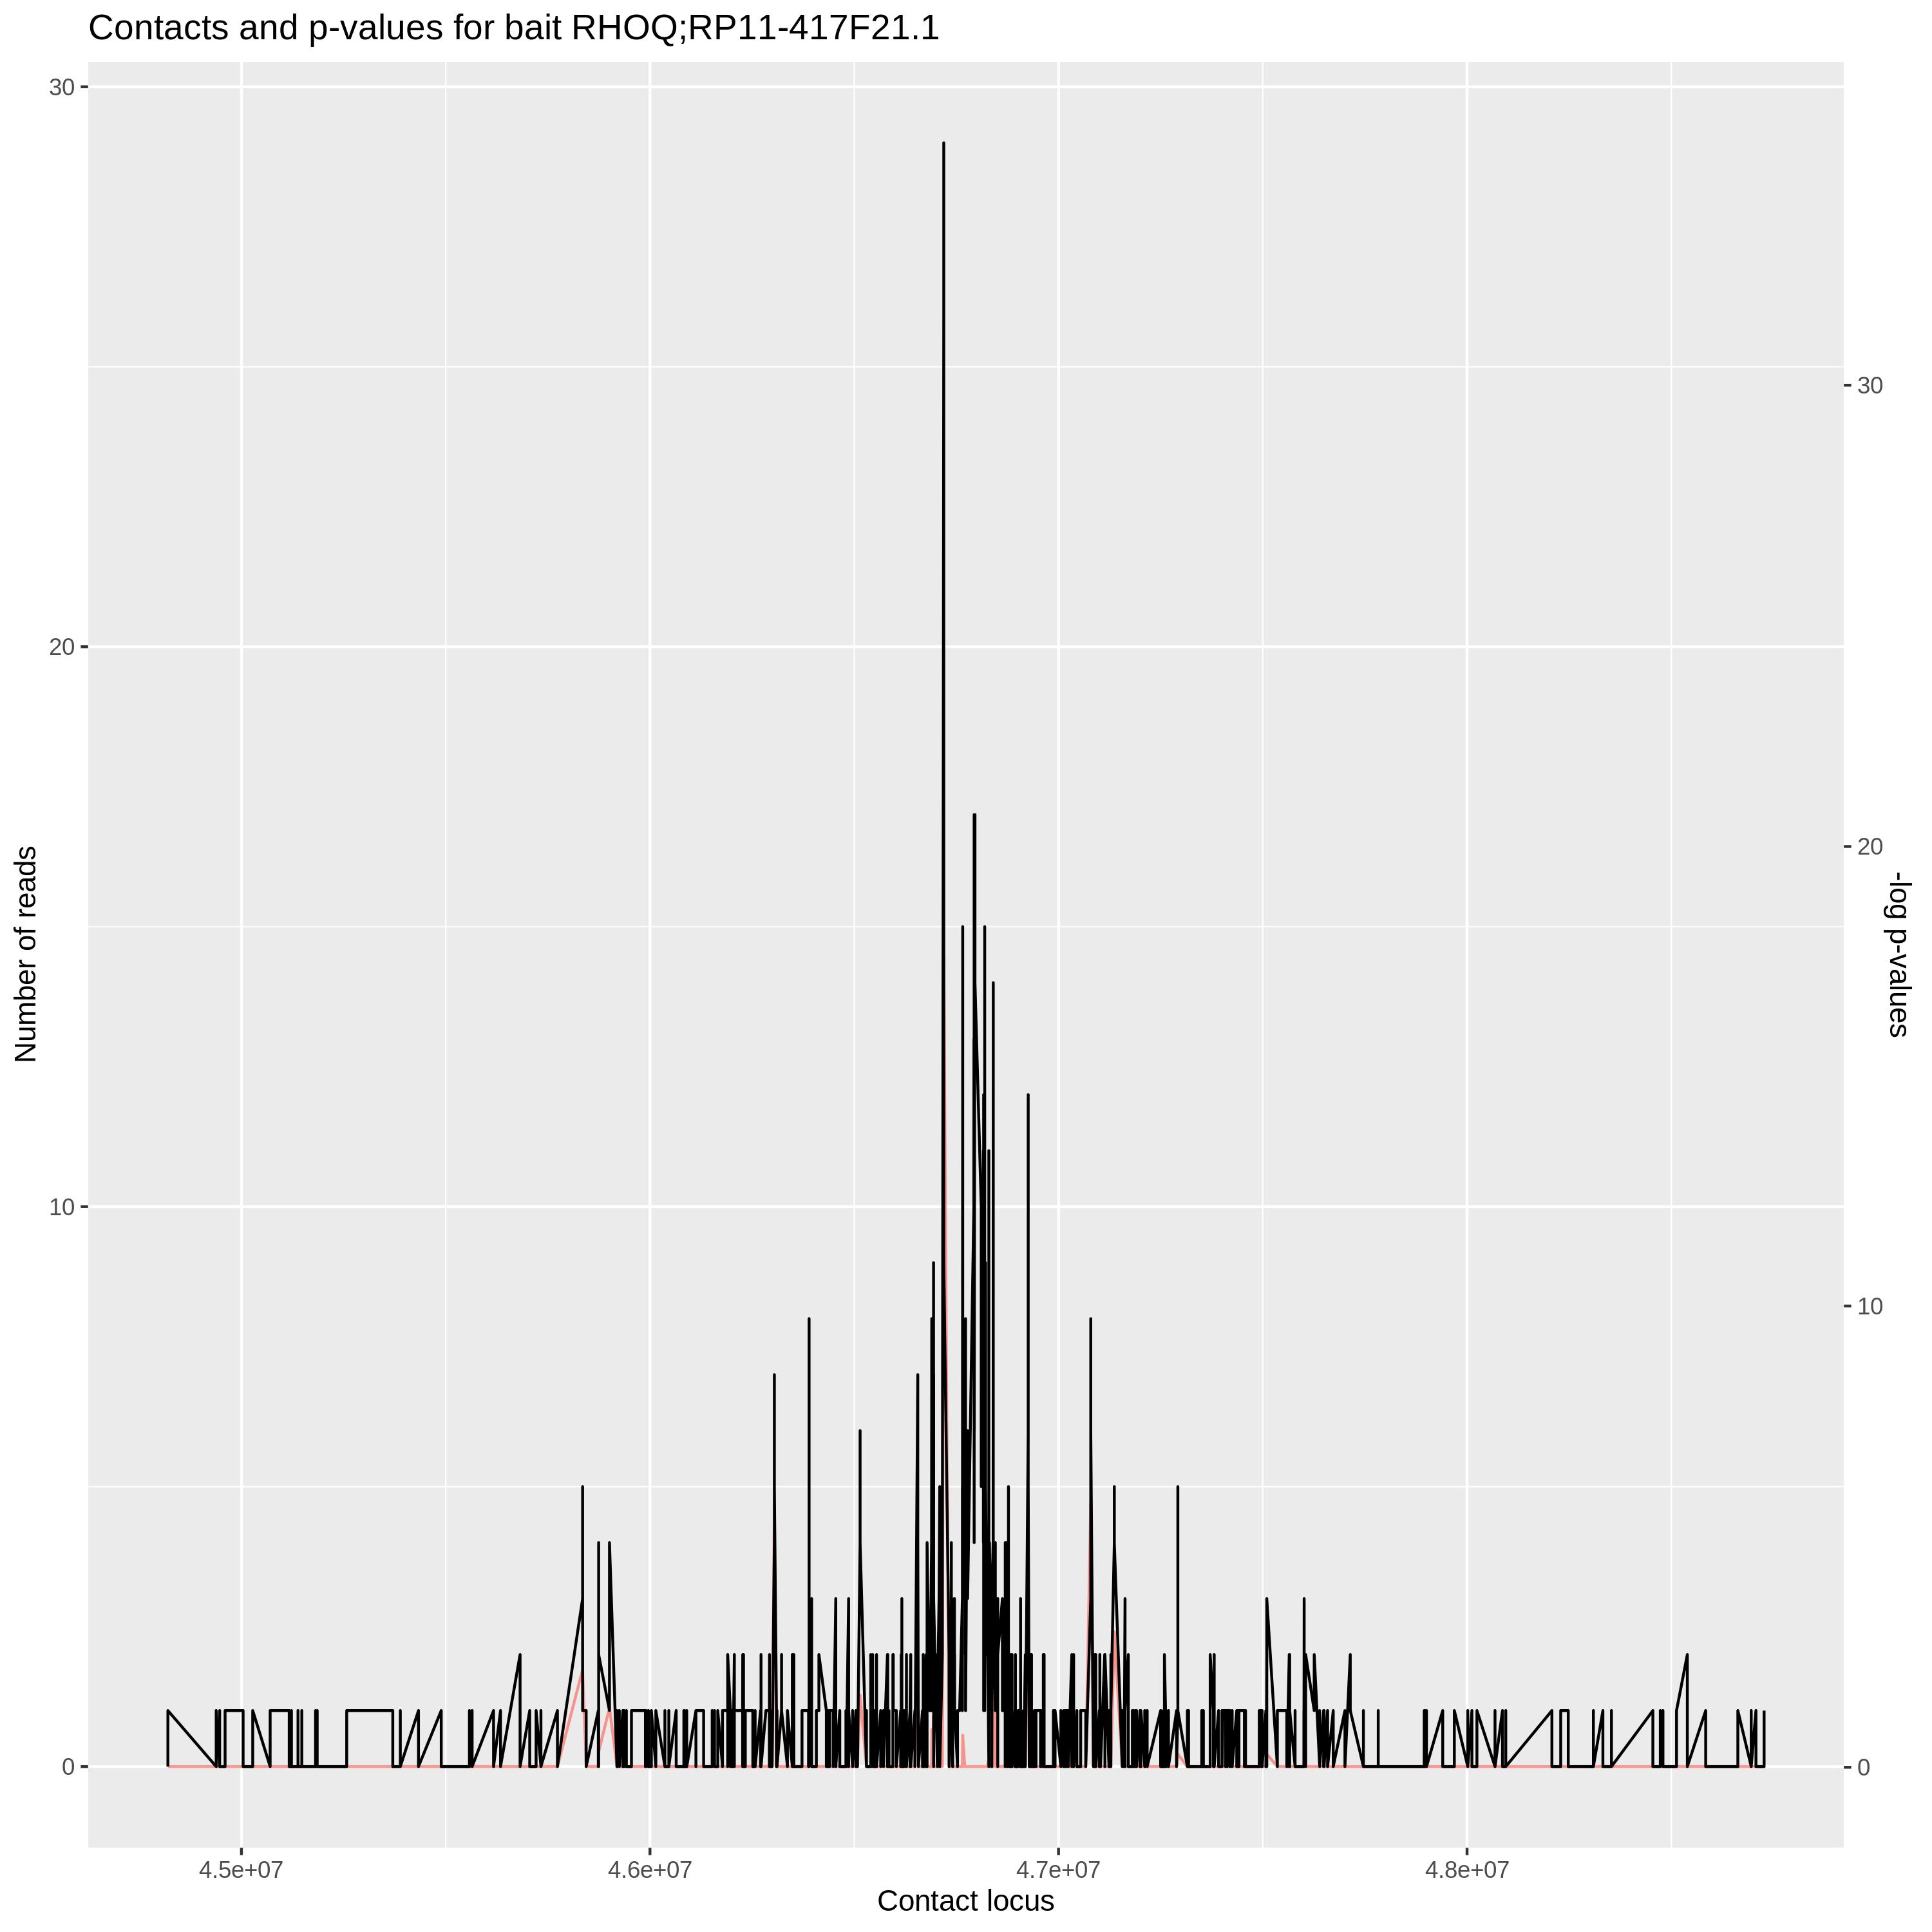 Contacts and p-values for bait RHOQ;RP11-417F21.1
30
20
10
0
Number of reads
30
20
10
0
-log p-values
4.5e+07
4.6e+07
4.7e+07
4.8e+07
Contact locus